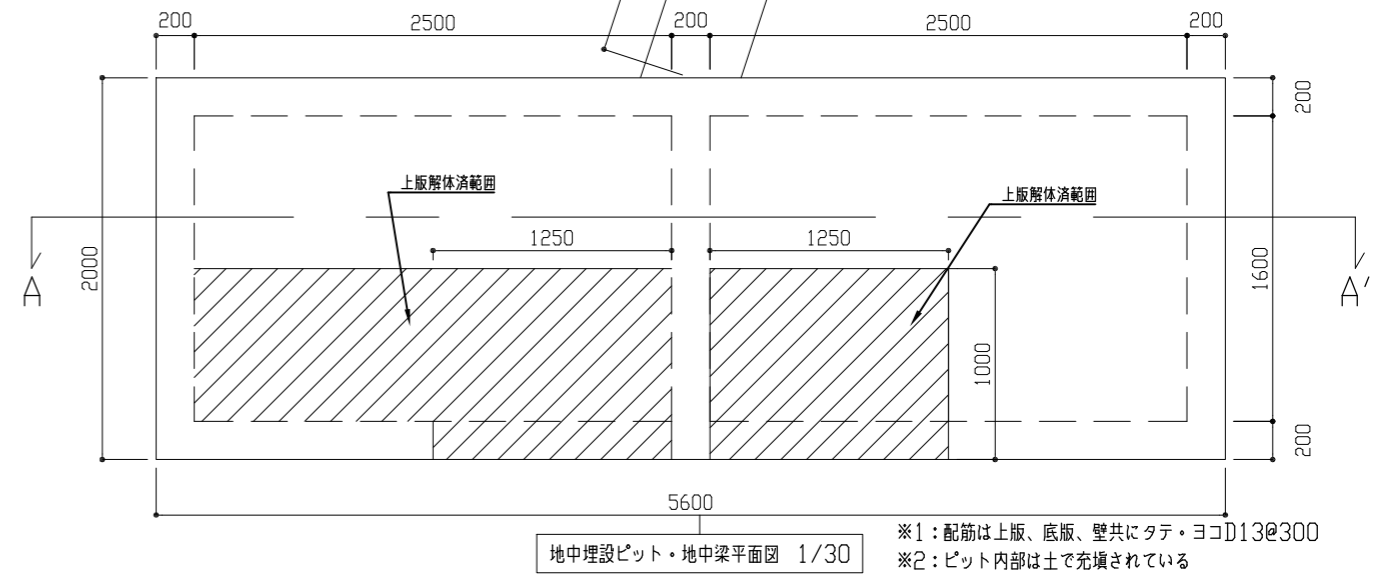 200 2500 200 2500 200
200
上版解体済範囲
上版解体済範囲
1250 1250
2000
1600
A A'
1000
200
5600
地中埋設ピット・地中梁平面図 1/30
※1：配筋は上版、底版、壁共にタテ・ヨコD13@300
※2：ピット内部は土で充填されている